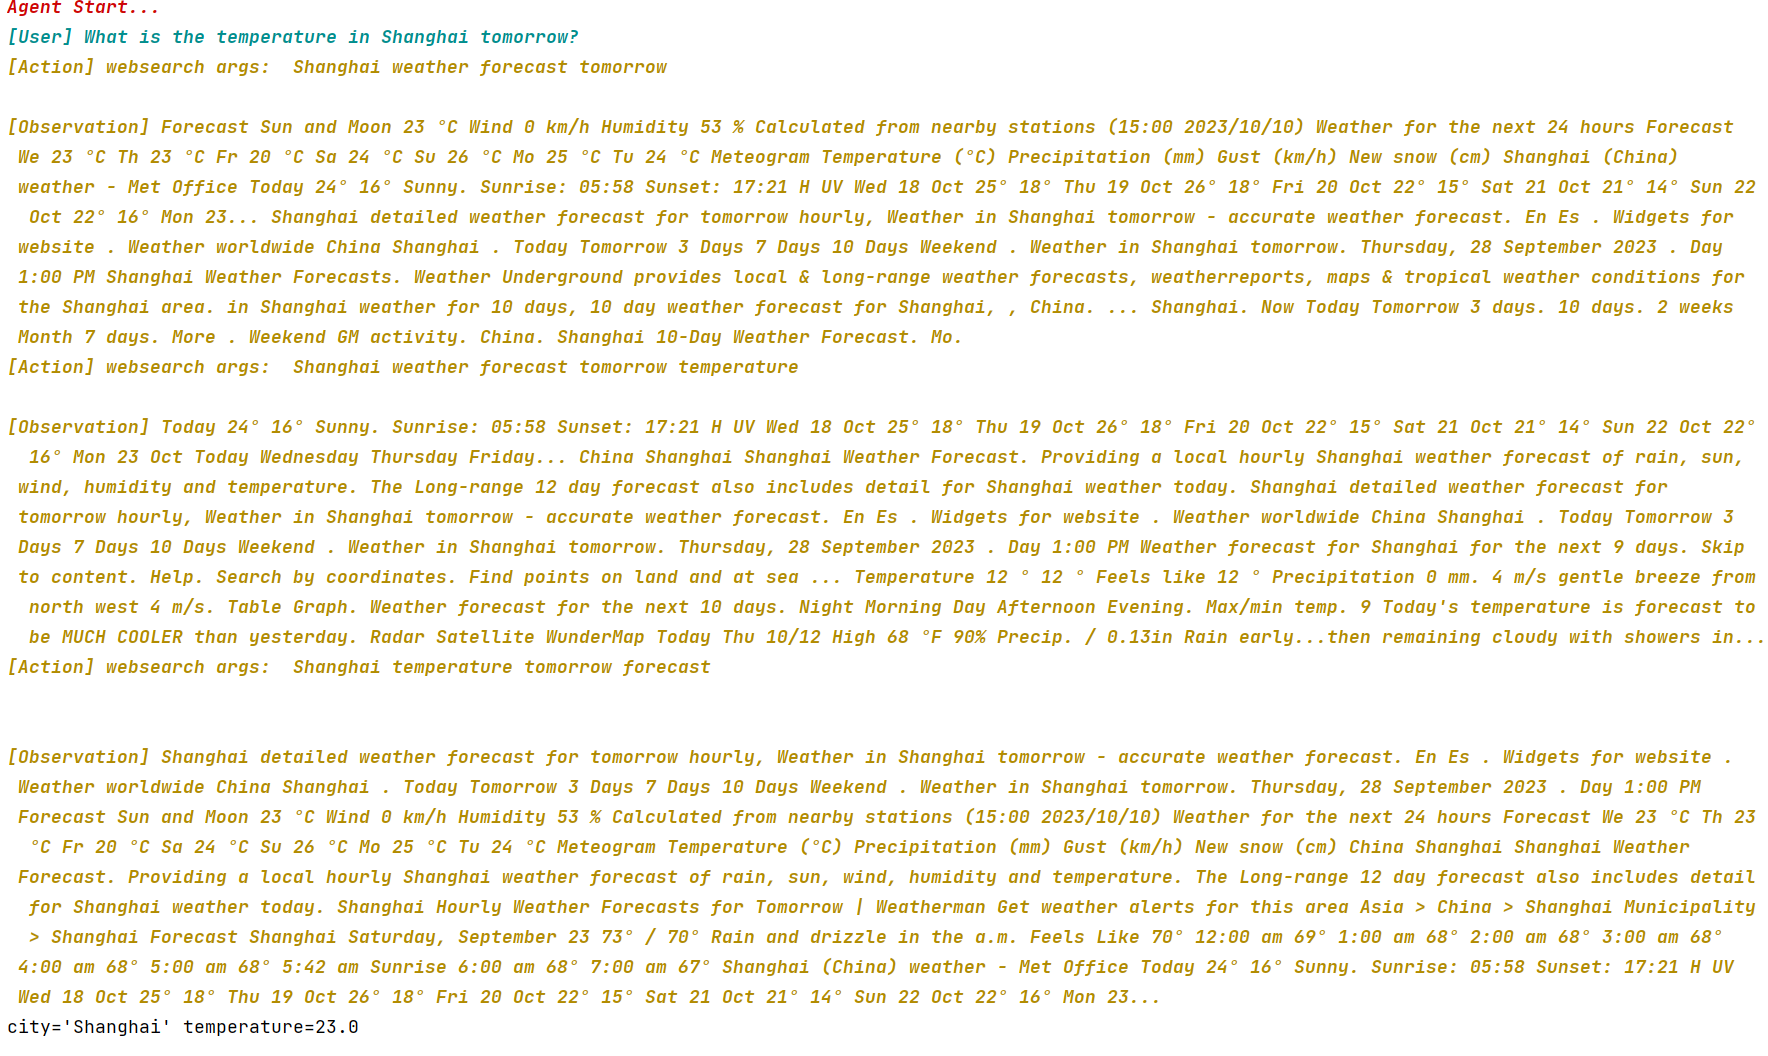 Agent Start...
[User] What is the temperature in Shanghai tomorrow?
[Action] websearch args:  Shanghai weather forecast tomorrow
[Observation] Forecast Sun and Moon 23 °C Wind 0 km/h Humidity 53 % Calculated from nearby stations (15:00 2023/10/10) Weather for the next 24 hours Forecast
We 23 °C Th 23 °C Fr 20 °C Sa 24 °C Su 26 °C Mo 25 °C Tu 24 °C Meteogram Temperature (°C) Precipitation (mm) Gust (km/h) New snow (cm) Shanghai (China)
weather - Met Office Today 24° 16° Sunny. Sunrise: 05:58 Sunset: 17:21 H UV Wed 18 Oct 25° 18° Thu 19 Oct 26° 18° Fri 20 Oct 22° 15° Sat 21 Oct 21° 14° Sun 22
Oct 22° 16° Mon 23... Shanghai detailed weather forecast for tomorrow hourly, Weather in Shanghai tomorrow - accurate weather forecast. En Es . Widgets for
website . Weather worldwide China Shanghai . Today Tomorrow 3 Days 7 Days 10 Days Weekend . Weather in Shanghai tomorrow. Thursday, 28 September 2023 . Day
1:00 PM Shanghai Weather Forecasts. Weather Underground provides local & long-range weather forecasts, weatherreports, maps & tropical weather conditions for
the Shanghai area. in Shanghai weather for 10 days, 10 day weather forecast for Shanghai, , China. ... Shanghai. Now Today Tomorrow 3 days. 10 days. 2 weeks
Month 7 days. More . Weekend GM activity. China. Shanghai 10-Day Weather Forecast. Mo.
[Action] websearch args:  Shanghai weather forecast tomorrow temperature
[Observation] Today 24° 16° Sunny. Sunrise: 05:58 Sunset: 17:21 H UV Wed 18 Oct 25° 18° Thu 19 Oct 26° 18° Fri 20 Oct 22° 15° Sat 21 Oct 21° 14° Sun 22 Oct 22°
16° Mon 23 Oct Today Wednesday Thursday Friday... China Shanghai Shanghai Weather Forecast. Providing a local hourly Shanghai weather forecast of rain, sun,
wind, humidity and temperature. The Long-range 12 day forecast also includes detail for Shanghai weather today. Shanghai detailed weather forecast for
tomorrow hourly, Weather in Shanghai tomorrow - accurate weather forecast. En Es . Widgets for website . Weather worldwide China Shanghai . Today Tomorrow 3
Days 7 Days 10 Days Weekend . Weather in Shanghai tomorrow. Thursday, 28 September 2023 . Day 1:00 PM Weather forecast for Shanghai for the next 9 days. Skip
to content. Help. Search by coordinates. Find points on land and at sea ... Temperature 12 ° 12 ° Feels like 12 ° Precipitation 0 mm. 4 m/s gentle breeze from
north west 4 m/s. Table Graph. Weather forecast for the next 10 days. Night Morning Day Afternoon Evening. Max/min temp. 9 Today's temperature is forecast to
be MUCH COOLER than yesterday. Radar Satellite WunderMap Today Thu 10/12 High 68 °F 90% Precip. / 0.13in Rain early...then remaining cloudy with showers in...
[Action] websearch args:  Shanghai temperature tomorrow forecast
[Observation] Shanghai detailed weather forecast for tomorrow hourly, Weather in Shanghai tomorrow - accurate weather forecast. En Es . Widgets for website .
Weather worldwide China Shanghai . Today Tomorrow 3 Days 7 Days 10 Days Weekend . Weather in Shanghai tomorrow. Thursday, 28 September 2023 . Day 1:00 PM
Forecast Sun and Moon 23 °C Wind 0 km/h Humidity 53 % Calculated from nearby stations (15:00 2023/10/10) Weather for the next 24 hours Forecast We 23 °C Th 23
°C Fr 20 °C Sa 24 °C Su 26 °C Mo 25 °C Tu 24 °C Meteogram Temperature (°C) Precipitation (mm) Gust (km/h) New snow (cm) China Shanghai Shanghai Weather
Forecast. Providing a local hourly Shanghai weather forecast of rain, sun, wind, humidity and temperature. The Long-range 12 day forecast also includes detail
for Shanghai weather today. Shanghai Hourly Weather Forecasts for Tomorrow | Weatherman Get weather alerts for this area Asia > China > Shanghai Municipality
> Shanghai Forecast Shanghai Saturday, September 23 73° / 70° Rain and drizzle in the a.m. Feels Like 70° 12:00 am 69° 1:00 am 68° 2:00 am 68° 3:00 am 68°
4:00 am 68° 5:00 am 68° 5:42 am Sunrise 6:00 am 68° 7:00 am 67° Shanghai (China) weather - Met Office Today 24° 16° Sunny. Sunrise: 05:58 Sunset: 17:21 H UV
Wed 18 Oct 25° 18° Thu 19 Oct 26° 18° Fri 20 Oct 22° 15° Sat 21 Oct 21° 14° Sun 22 Oct 22° 16° Mon 23...
city='Shanghai' temperature=23.0